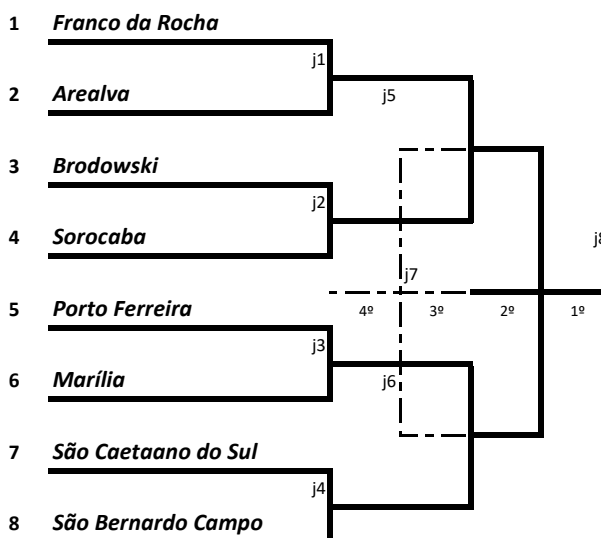 1 Franco da Rocha
j1
2 Arealva
j5
3 Brodowski
j2
4 Sorocaba
j8
j7
5 Porto Ferreira
4º 3º 2º 1º
j3
6 Marília
j6
7 São Caetaano do Sul
j4
8 São Bernardo Campo